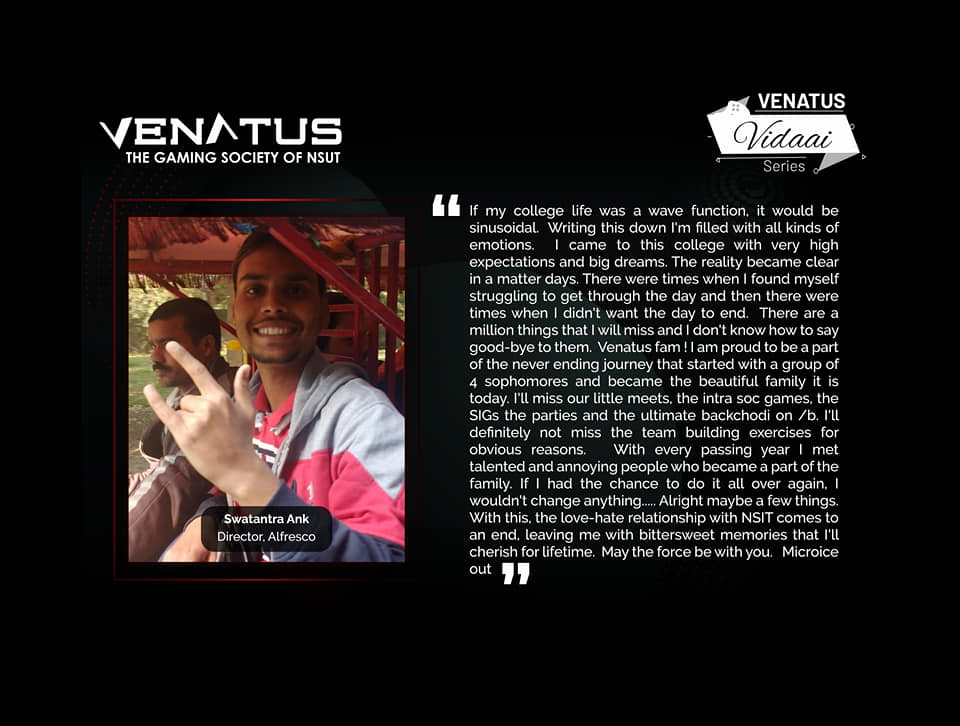 VENATUS
THE GAMING SOCIETY OF NSUT
VENATUS
Vidaai
Series
“
If my college life was a wave function, it would be
sinusoidal. Writing this down I'm filled with all kinds of
emotions. I came to this college with very high
expectations and big dreams. The reality became clear
in a matter days. There were times when I found myself
struggling to get through the day and then there were
times when I didn't want the day to end. There are a
million things that I will miss and I don't know how to say
good-bye to them. Venatus fam ! I am proud to be a part
of the never ending journey that started with a group of
4 sophomores and became the beautiful family it is
today. I'll miss our little meets, the intra soc games, the
SIGs the parties and the ultimate backchodi on /b. I'll
definitely not miss the team building exercises for
obvious reasons. With every passing year I met
talented and annoying people who became a part of the
family. If I had the chance to do it all over again, I
wouldn't change anything..... Alright maybe a few things.
With this, the love-hate relationship with NSIT comes to
an end, leaving me with bittersweet memories that I'll
cherish for lifetime. May the force be with you. Microice
out ”
Swatantra Ank
Director, Alfresco